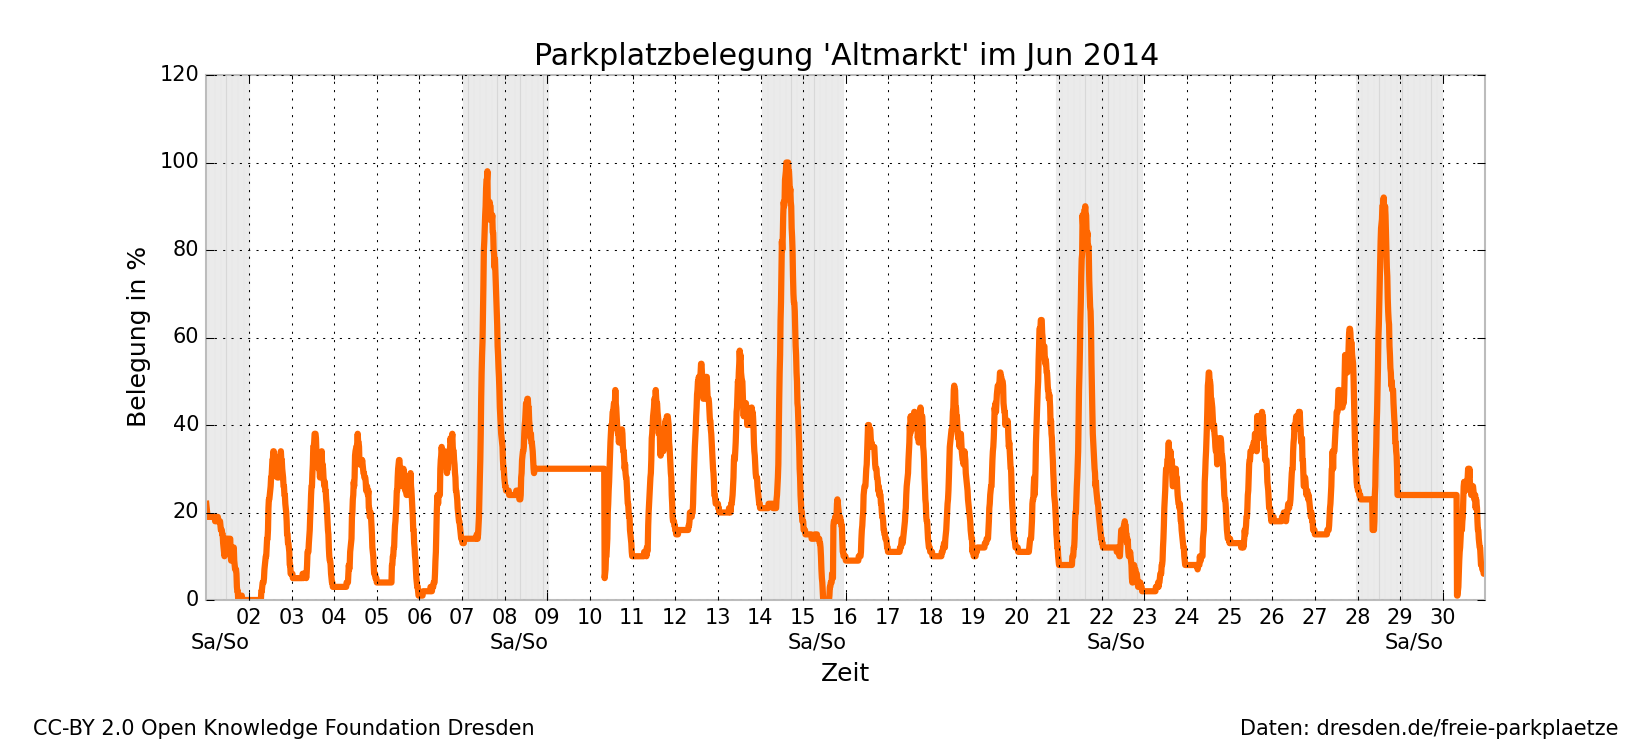 Parkplatzbelegung 'Altmarkt' im Jun 2014
120
100
80
60
40
20
0
Belegung in %
02 03 04 05 06 07 08 09 10 11 12 13 14 15 16 17 18 19 20 21 22 23 24 25 26 27 28 29 30
Sa/So Sa/So Sa/So Sa/So Sa/So
Zeit
CC-BY 2.0 Open Knowledge Foundation Dresden
Daten: dresden.de/freie-parkplaetze